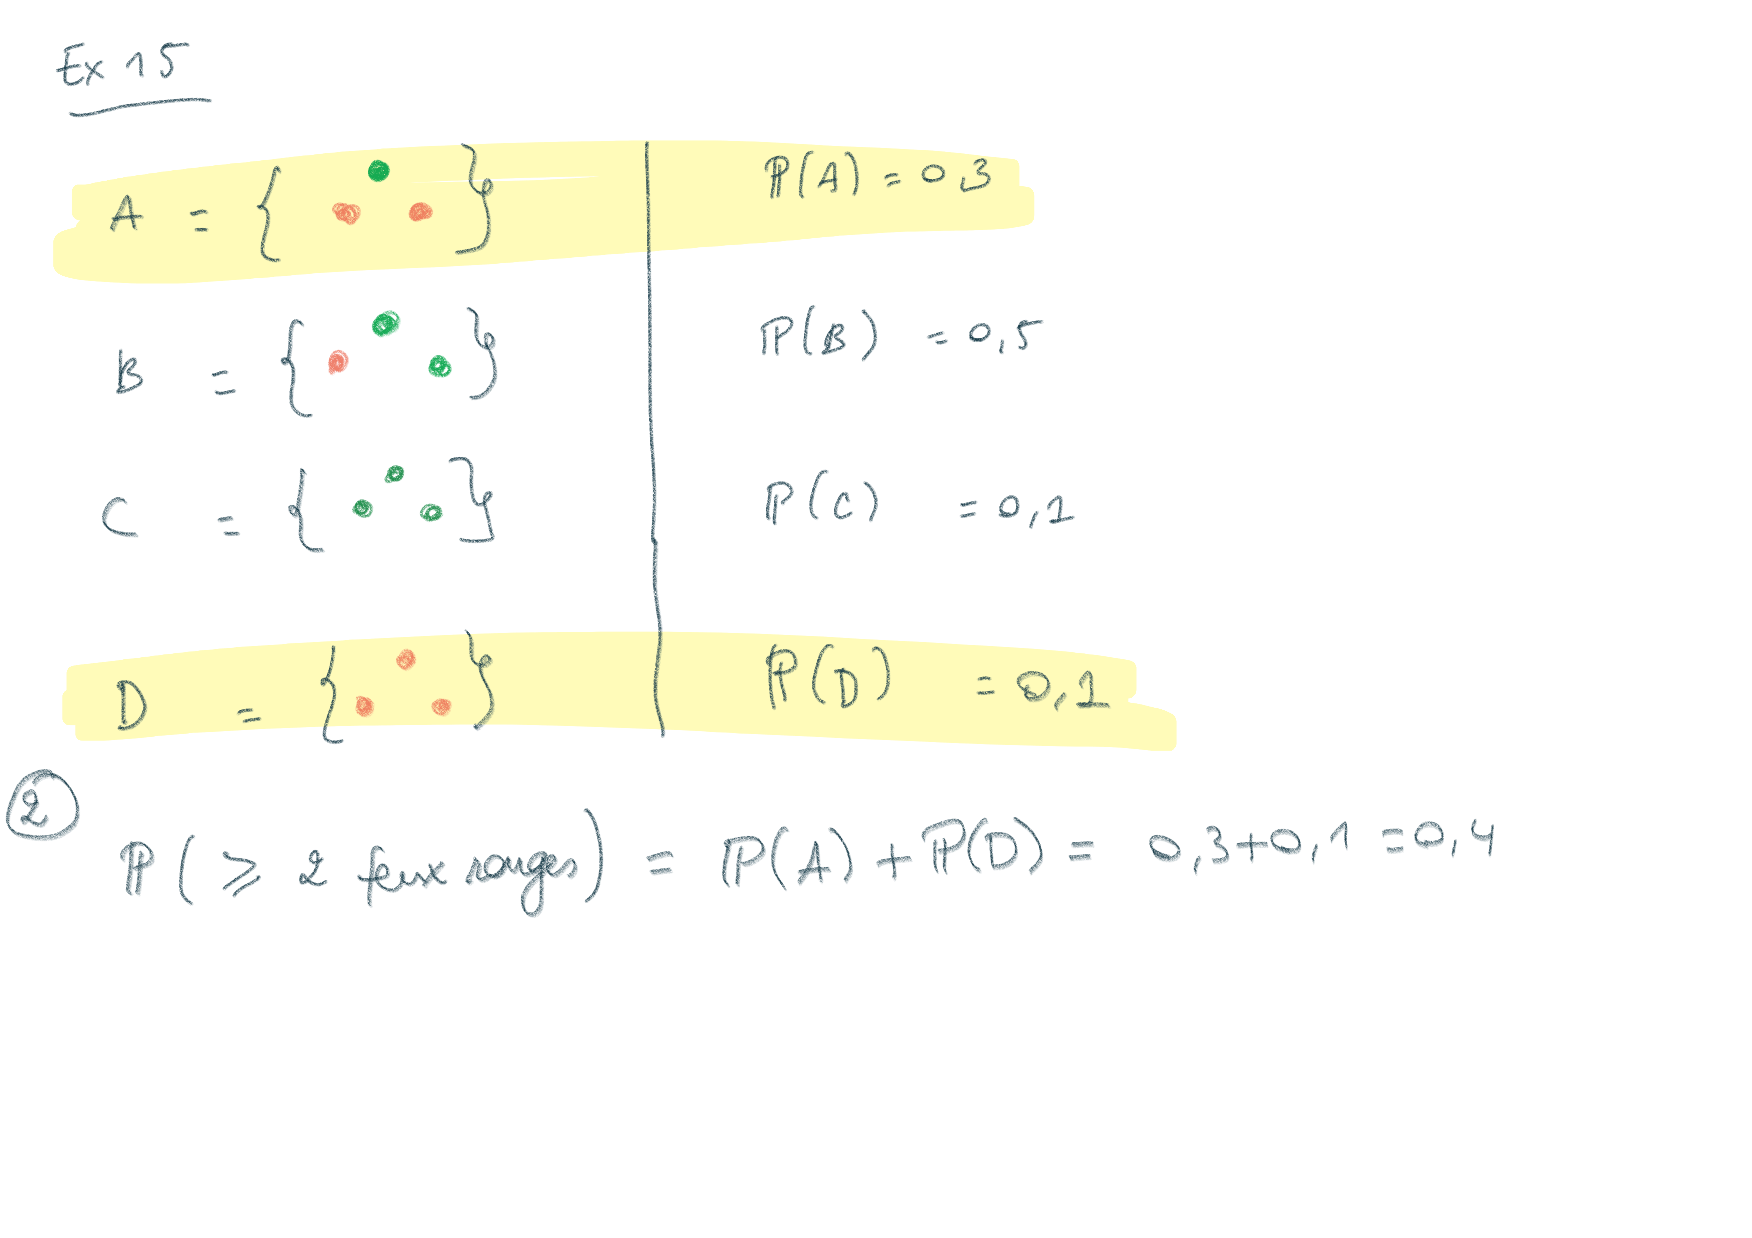 Ex 15
A = { } P(A) = 0,3
B = { } P(B) = 0,5
C = { } P(C) = 0,1
D = { } P(D) = 0,1
2
P( ⩾ 2 feux rouges) = P(A) + P(D) = 0,3+0,1 =0,4